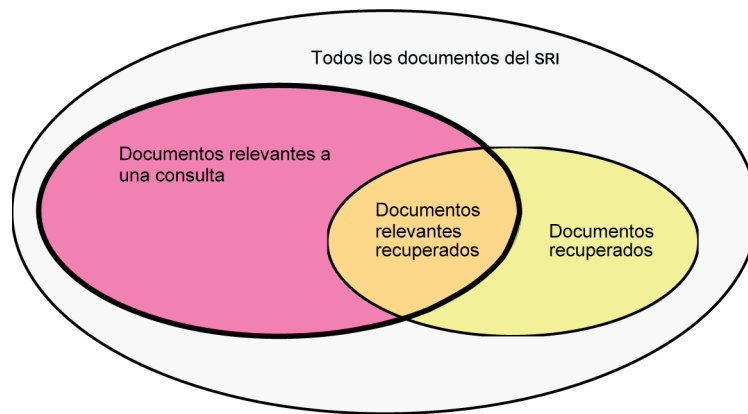 Todos los documentos del SRI
Documentos relevantes a
una consulta
Documentos
relevantes
recuperados
Documentos
recuperados